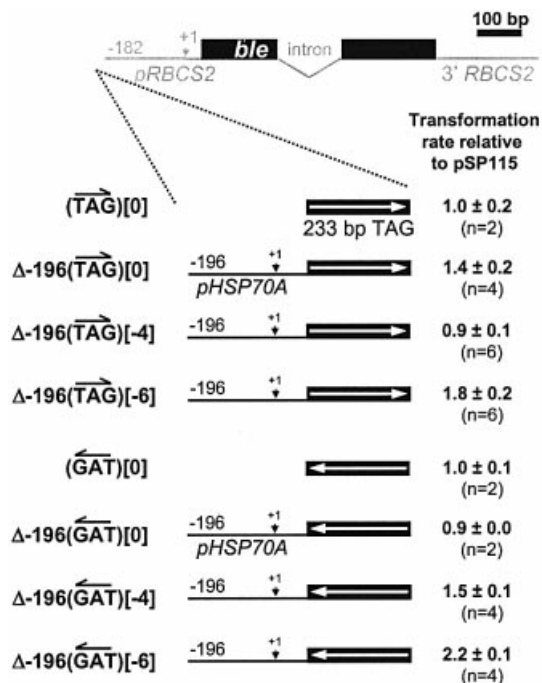 100 bp
-182 +1 ble intron
pRBCS2 3' RBCS2
Transformation
rate relative
to pSP115
(TAG)[0] 1.0 ± 0.2
233 bp TAG (n=2)
Δ-196(TAG)[0] -196 +1 1.4 ± 0.2
pHSP70A (n=4)
Δ-196(TAG)[-4] -196 +1 0.9 ± 0.1
(n=6)
Δ-196(TAG)[-6] -196 +1 1.8 ± 0.2
(n=6)
(GAT)[0] 1.0 ± 0.1
(n=2)
Δ-196(GAT)[0] -196 +1 0.9 ± 0.0
pHSP70A (n=2)
Δ-196(GAT)[-4] -196 +1 1.5 ± 0.1
(n=4)
Δ-196(GAT)[-6] -196 +1 2.2 ± 0.1
(n=4)